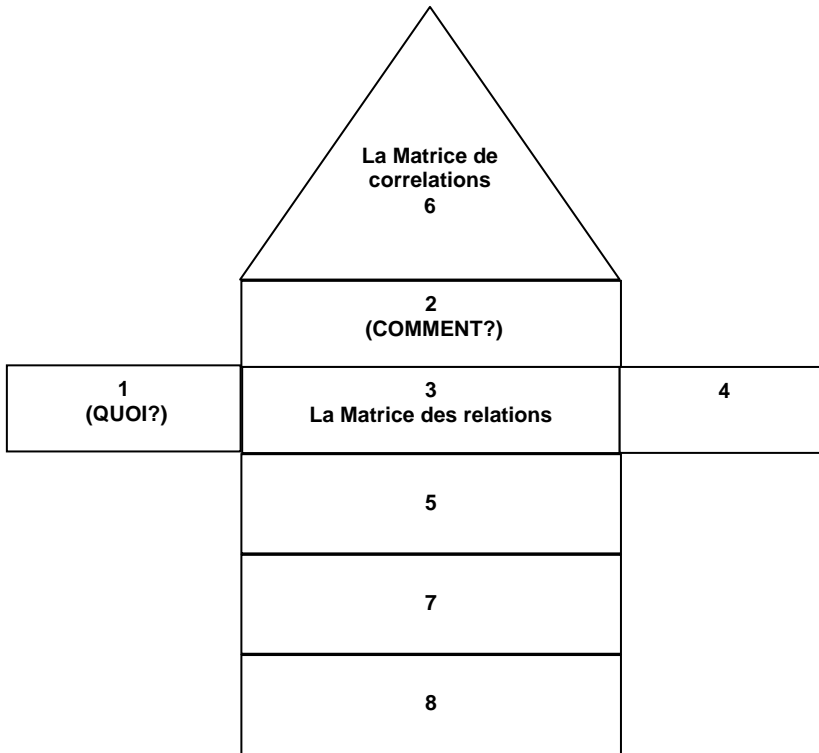 La Matrice de
correlations
6
2
(COMMENT?)
1
(QUOI?)
3
La Matrice des relations
4
5
7
8